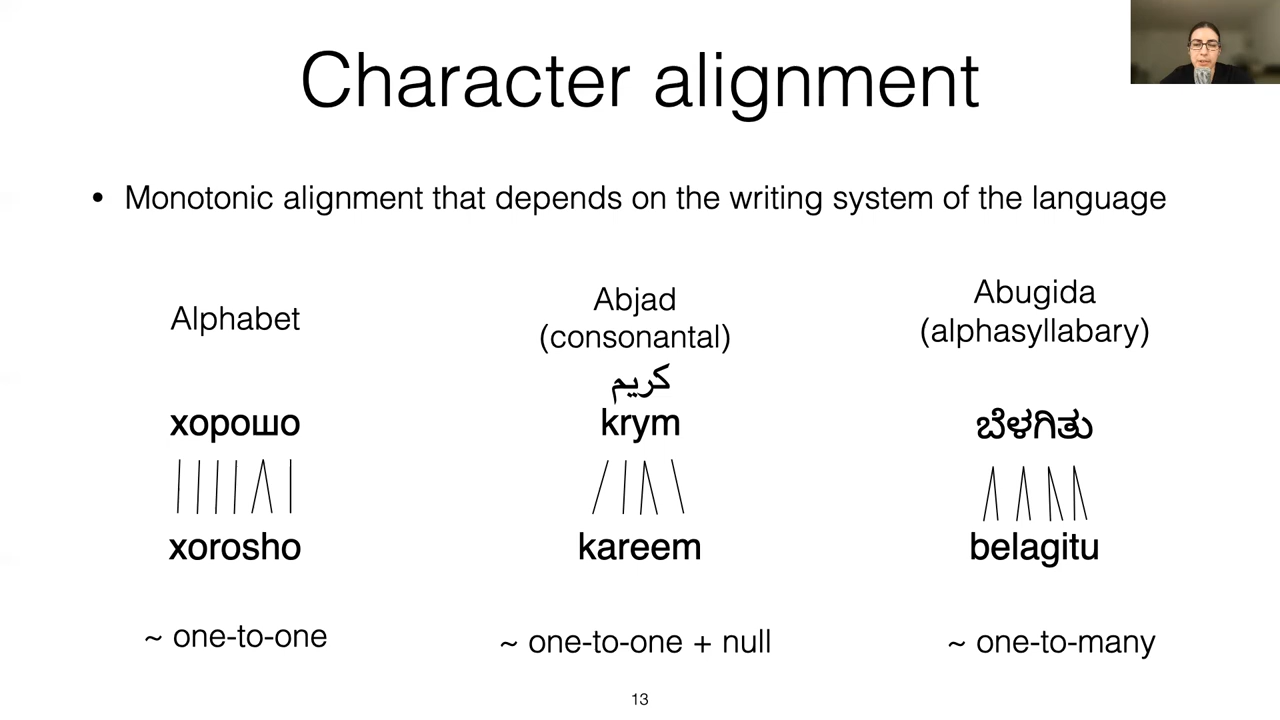 Character alignment
• Monotonic alignment that depends on the writing system of the language
Alphabet
хорошо
xorosho
~ one-to-one
Abjad
(consonantal)
كريم
krym
kareem
~ one-to-one + null
Abugida
(alphasyllabary)
ಬೆಳಗಿತು
belagitu
~ one-to-many
13